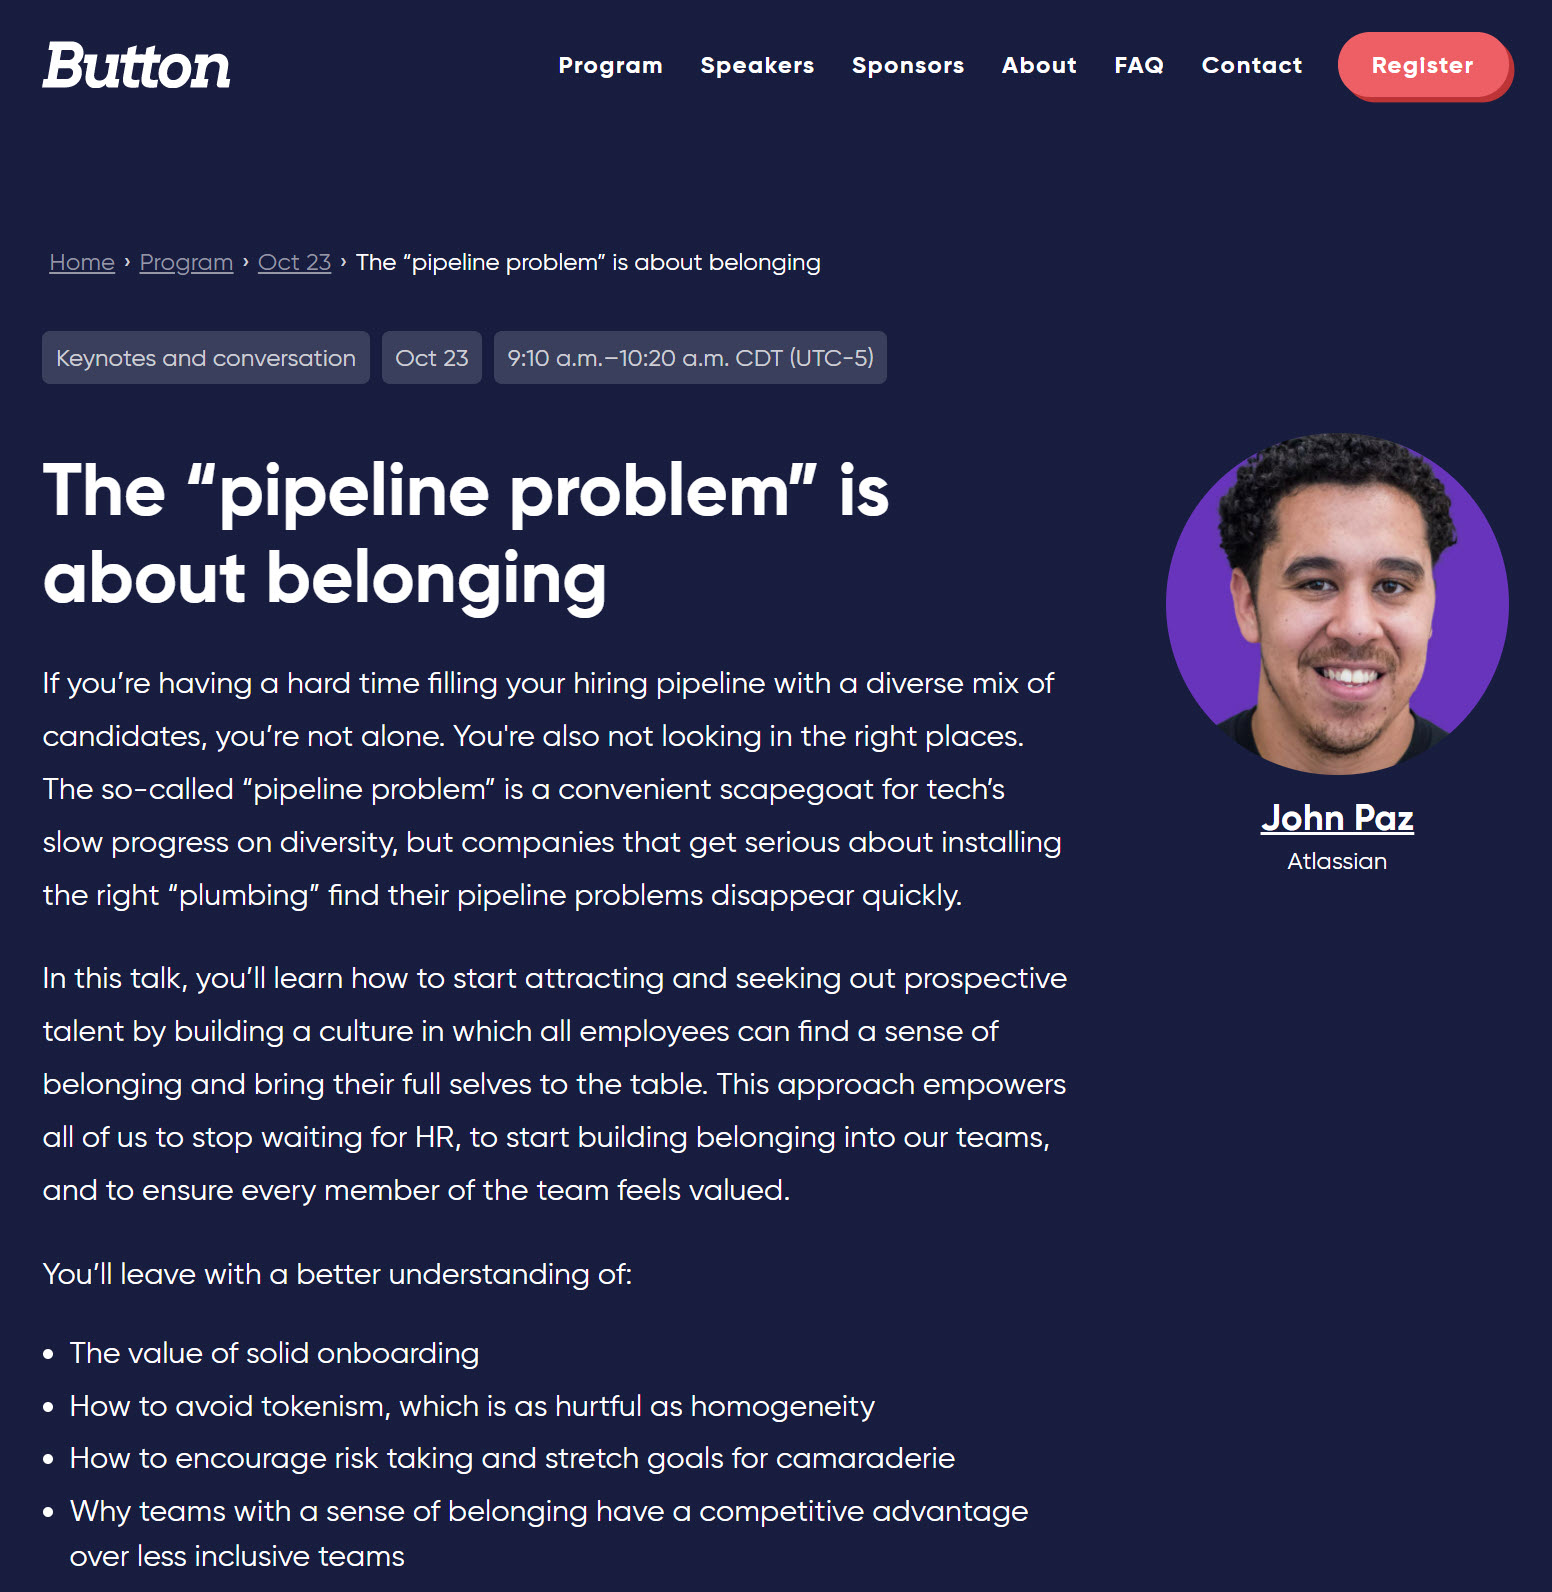 Button
Program Speakers Sponsors About FAQ Contact Register
Home › Program › Oct 23 › The “pipeline problem” is about belonging
Keynotes and conversation Oct 23 9:10 a.m.–10:20 a.m. CDT (UTC-5)
The “pipeline problem” is
about belonging
If you’re having a hard time filling your hiring pipeline with a diverse mix of
candidates, you’re not alone. You're also not looking in the right places.
The so-called “pipeline problem” is a convenient scapegoat for tech’s
slow progress on diversity, but companies that get serious about installing
the right “plumbing” find their pipeline problems disappear quickly.
In this talk, you’ll learn how to start attracting and seeking out prospective
talent by building a culture in which all employees can find a sense of
belonging and bring their full selves to the table. This approach empowers
all of us to stop waiting for HR, to start building belonging into our teams,
and to ensure every member of the team feels valued.
You’ll leave with a better understanding of:
• The value of solid onboarding
• How to avoid tokenism, which is as hurtful as homogeneity
• How to encourage risk taking and stretch goals for camaraderie
• Why teams with a sense of belonging have a competitive advantage
over less inclusive teams
John Paz
Atlassian